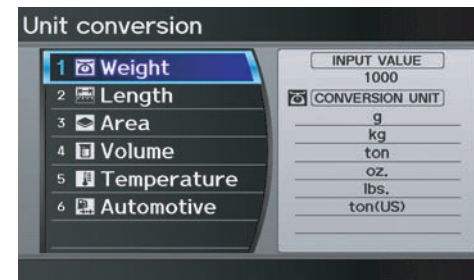 Unit conversion
1 Weight
2 Length
3 Area
4 Volume
5 Temperature
6 Automotive
INPUT VALUE
1000
CONVERSION UNIT
g
kg
ton
oz.
lbs.
ton(US)